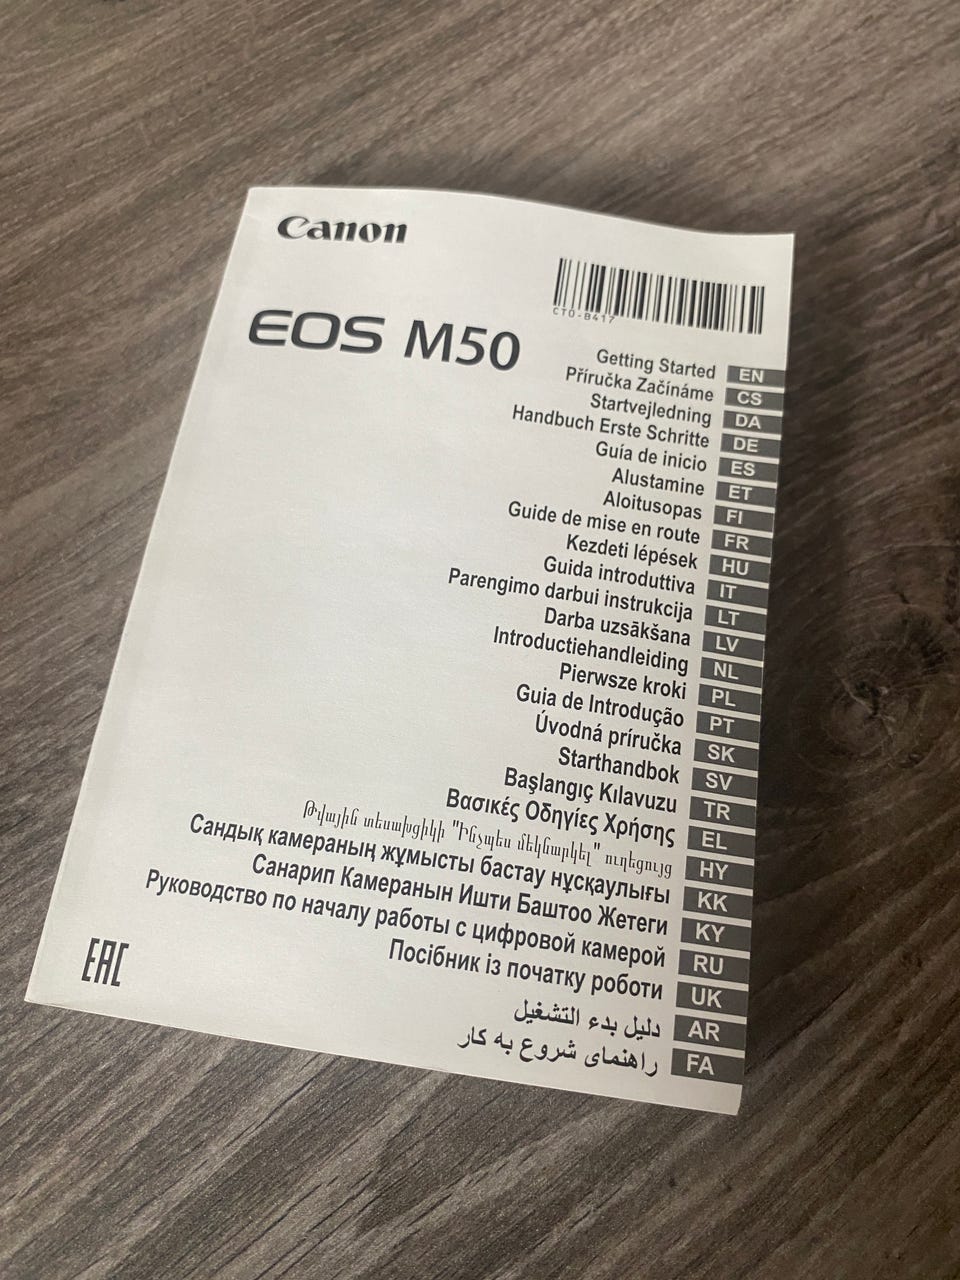 Canon
CT0-B417
EOS M50
Getting Started EN
Příručka Začínáme CS
Startvejledning DA
Handbuch Erste Schritte DE
Guía de inicio ES
Alustamine ET
Aloitusopas FI
Guide de mise en route FR
Kezdeti lépések HU
Guida introduttiva IT
Parengimo darbui instrukcija LT
Darba uzsākšana LV
Introductiehandleiding NL
Pierwsze kroki PL
Guia de Introdução PT
Úvodná príručka SK
Starthandbok SV
Başlangıç Kılavuzu TR
Βασικές Οδηγίες Χρήσης EL
Թվային տեսախցիկի "Ինչպես մեկնարկել" ուղեցույց HY
Сандық камераның жұмысты бастау нұсқаулығы KK
Санарип Камеранын Ишти Баштоо Жетеги KY
Руководство по началу работы с цифровой камерой RU
Посібник із початку роботи UK
دليل بدء التشغيل AR
راهنمای شروع به کار FA
EAC